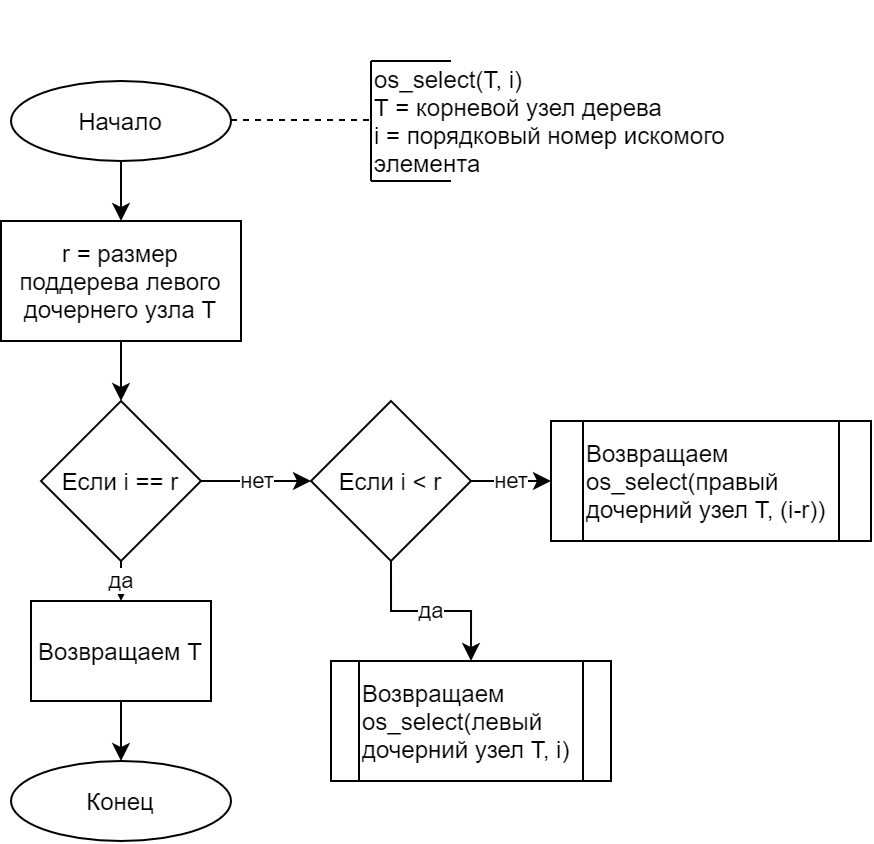 Начало
os_select(T, i)
T = корневой узел дерева
i = порядковый номер искомого
элемента
r = размер
поддерева левого
дочернего узла T
Если i == r
нет
Если i < r
нет
Возвращаем
os_select(правый
дочерний узел T, (i-r))
да
Возвращаем T
да
Возвращаем
os_select(левый
дочерний узел T, i)
Конец